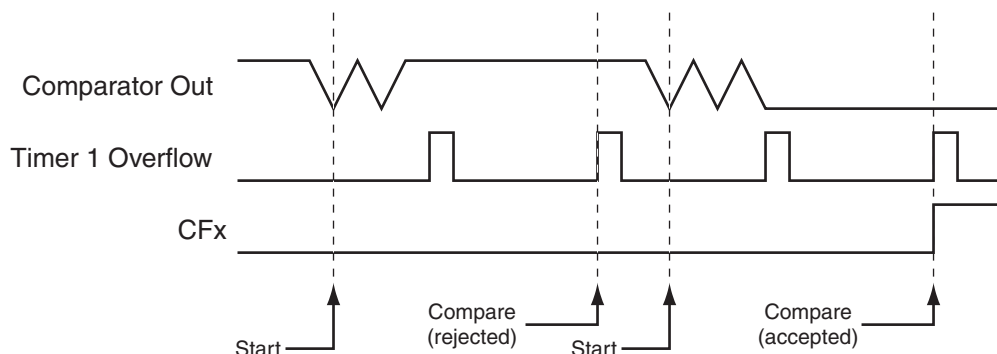 Comparator Out
Timer 1 Overflow
CFx
Compare
(rejected)
Compare
(accepted)
Start
Start